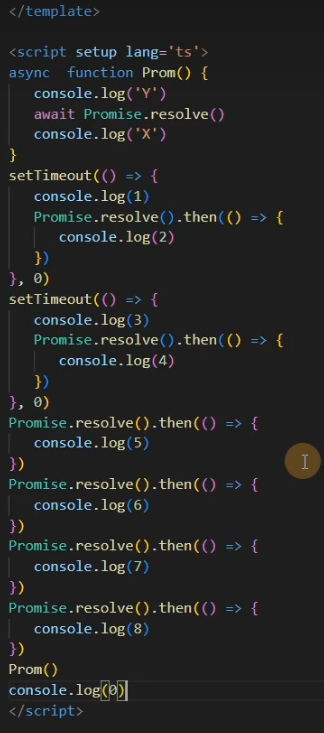 </template>
<script setup lang='ts'>
async  function Prom() {
    console.log('Y')
    await Promise.resolve()
    console.log('X')
}
setTimeout(() => {
    console.log(1)
    Promise.resolve().then(() => {
        console.log(2)
    })
}, 0)
setTimeout(() => {
    console.log(3)
    Promise.resolve().then(() => {
        console.log(4)
    })
}, 0)
Promise.resolve().then(() => {
    console.log(5)
})
Promise.resolve().then(() => {
    console.log(6)
})
Promise.resolve().then(() => {
    console.log(7)
})
Promise.resolve().then(() => {
    console.log(8)
})
Prom()
console.log(0)
</script>